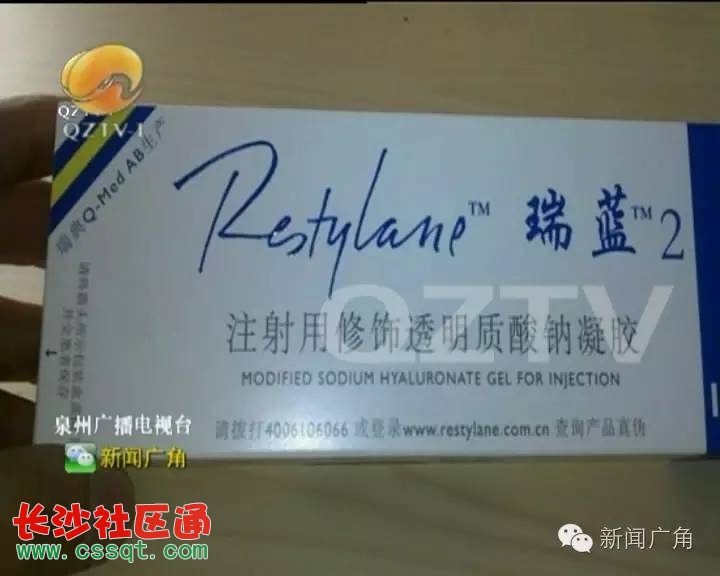 QZTV
QZTV-1
瑞典Q-Med AB生产
Restylane™ 瑞蓝™2
QZTV
注射用修饰透明质酸钠凝胶
MODIFIED SODIUM HYALURONATE GEL FOR INJECTION
请拨打4006106066 或登录www.restylane.com.cn 查询产品真伪
1
泉州广播电视台
新闻广角
长沙社区通
www.cssqt.com
新闻广角